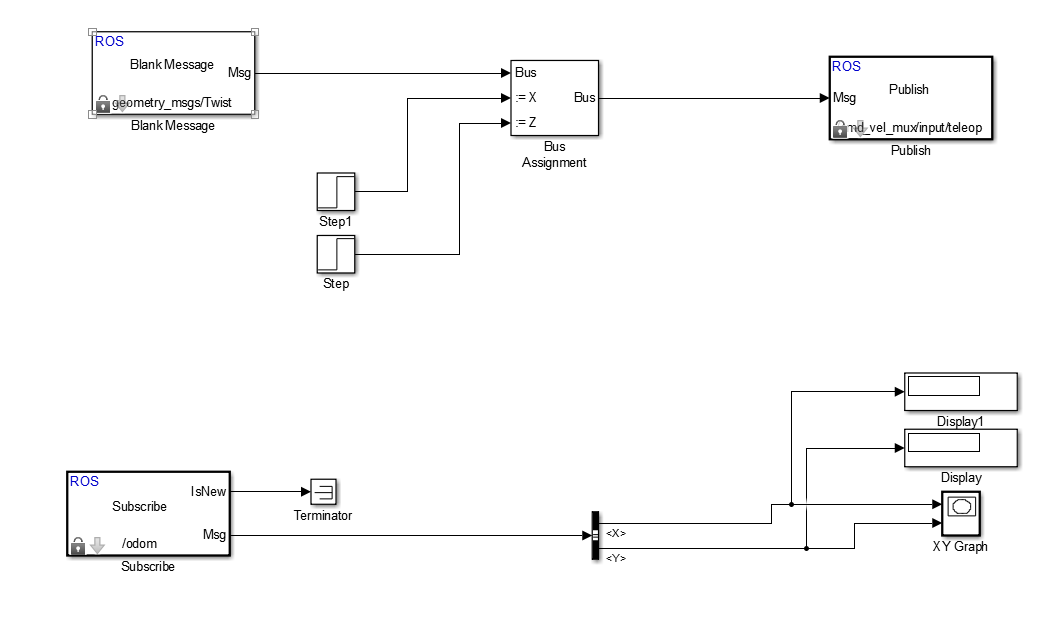 ROS
Blank Message
Msg
geometry_msgs/Twist
Blank Message
Bus
:= X
:= Z
Bus
Bus
Assignment
ROS
Publish
Msg
md_vel_mux/input/teleop
Publish
Step1
Step
Display1
Display
ROS
Subscribe
IsNew
Msg
/odom
Subscribe
Terminator
<X>
<Y>
XY Graph